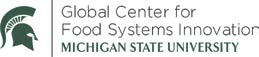 Global Center for
Food Systems Innovation
MICHIGAN STATE UNIVERSITY